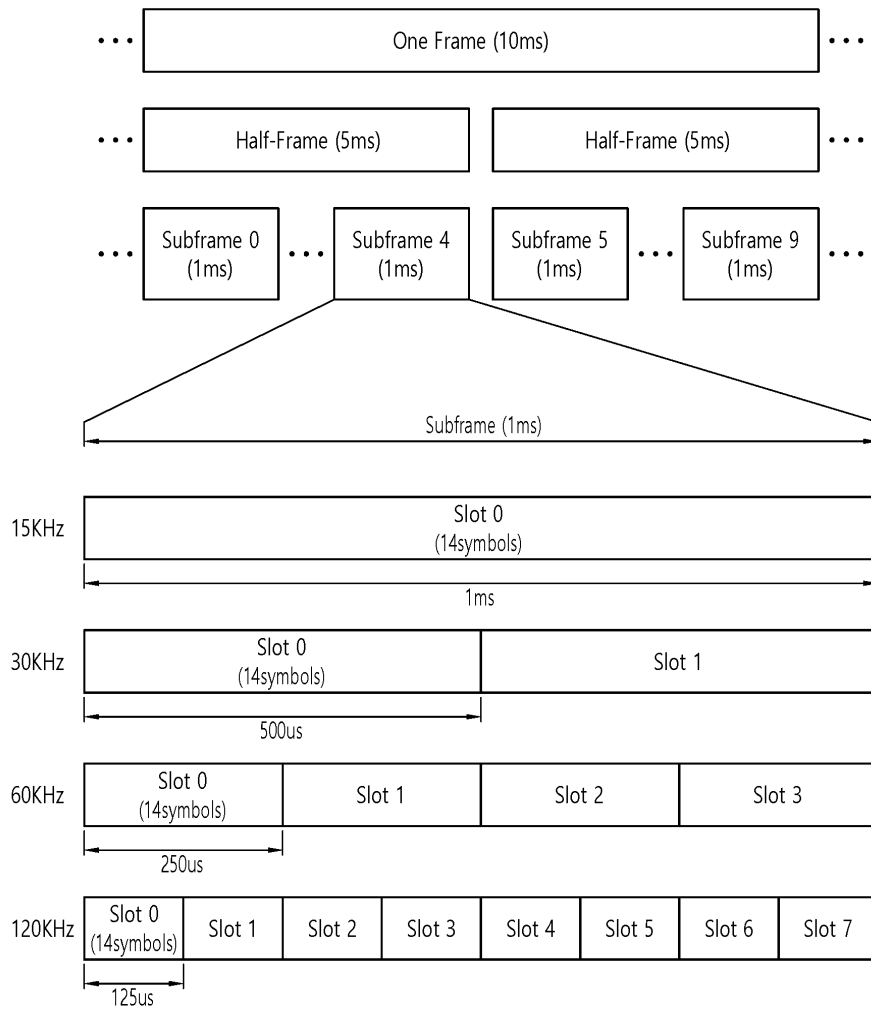 ••• One Frame (10ms) •••
••• Half-Frame (5ms) Half-Frame (5ms) •••
••• Subframe 0 ••• Subframe 4 Subframe 5 ••• Subframe 9 •••
(1ms) (1ms) (1ms) (1ms)
Subframe (1ms)
15KHz Slot 0
(14symbols)
1ms
30KHz Slot 0 Slot 1
(14symbols)
500us
60KHz Slot 0 Slot 1 Slot 2 Slot 3
(14symbols)
250us
120KHz Slot 0 Slot 1 Slot 2 Slot 3 Slot 4 Slot 5 Slot 6 Slot 7
(14symbols)
125us